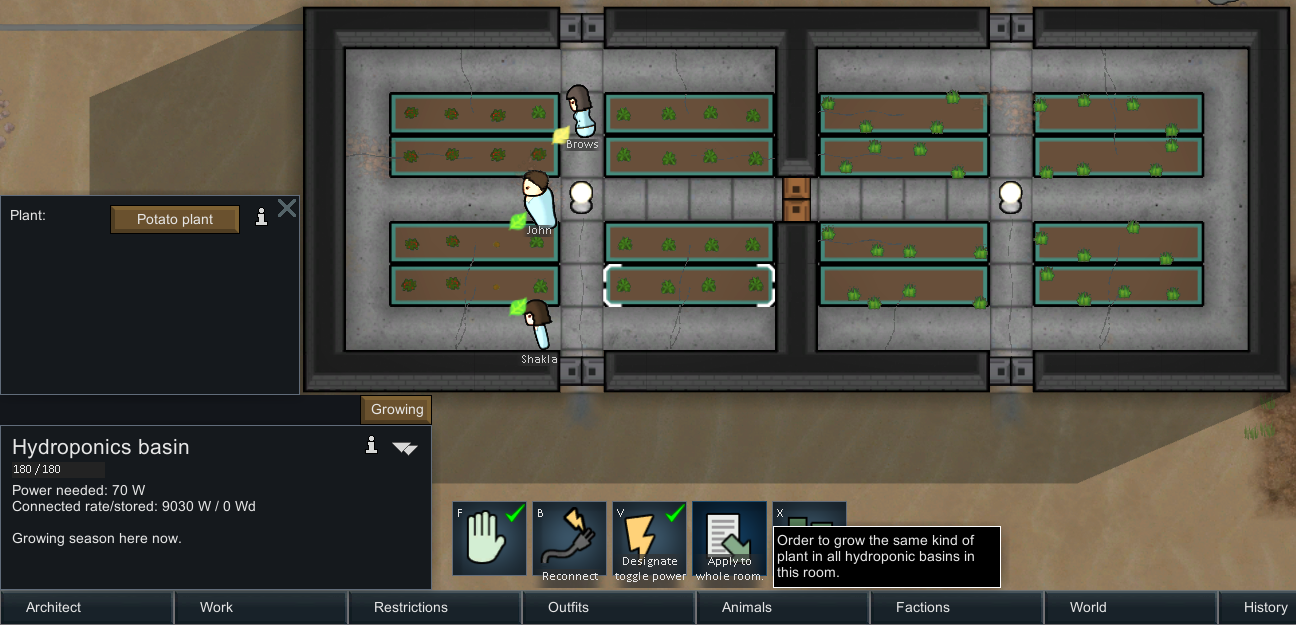 Brows
John
Shakla
Plant:
Potato plant
Growing
Hydroponics basin
180 / 180
Power needed: 70 W
Connected rate/stored: 9030 W / 0 Wd
Growing season here now.
F
B
Reconnect
V
Designate
toggle power
Apply to
whole room.
X
Order to grow the same kind of
plant in all hydroponic basins in
this room.
Architect
Work
Restrictions
Outfits
Animals
Factions
World
History